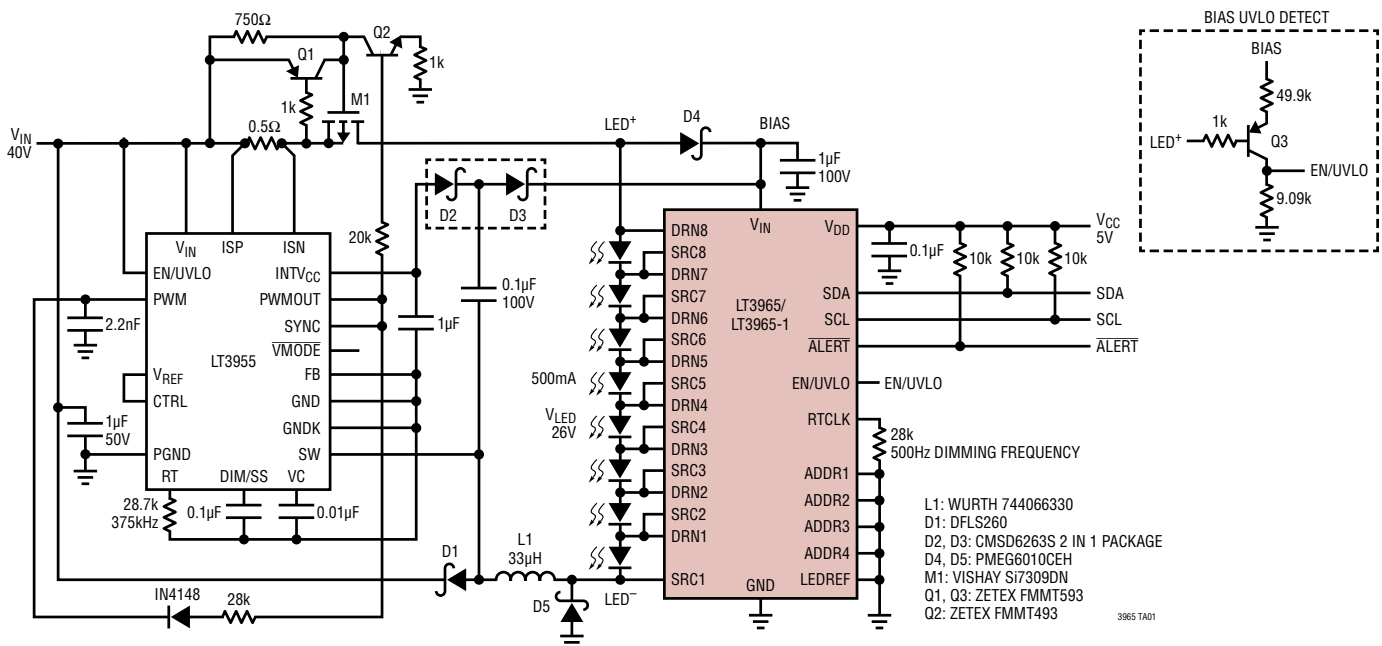 BIAS UVLO DETECT
BIAS
49.9k
1k
LED+
Q3
EN/UVLO
9.09k
750Ω
Q2
Q1
1k
1k
M1
0.5Ω
VIN
40V
LED+
D4
BIAS
1µF
100V
D2
D3
20k
0.1µF
100V
VIN
ISP
ISN
EN/UVLO
INTVCC
PWM
PWMOUT
SYNC
VMODE
LT3955
VREF
FB
CTRL
GND
GNDK
PGND
SW
RT
DIM/SS
VC
2.2nF
1µF
1µF
50V
28.7k
375kHz
0.1µF
0.01µF
IN4148
28k
D1
L1
33µH
D5
LED–
500mA
VLED
26V
VIN
VDD
DRN8
SRC8
DRN7
SRC7
DRN6
SRC6
DRN5
SRC5
DRN4
SRC4
DRN3
SRC3
DRN2
SRC2
DRN1
SRC1
LT3965/
LT3965-1
SDA
SCL
ALERT
EN/UVLO
RTCLK
ADDR1
ADDR2
ADDR3
ADDR4
LEDREF
GND
0.1µF
10k
10k
10k
VCC
5V
SDA
SCL
ALERT
EN/UVLO
28k
500Hz DIMMING FREQUENCY
L1: WURTH 744066330
D1: DFLS260
D2, D3: CMSD6263S 2 IN 1 PACKAGE
D4, D5: PMEG6010CEH
M1: VISHAY Si7309DN
Q1, Q3: ZETEX FMMT593
Q2: ZETEX FMMT493
3965 TA01